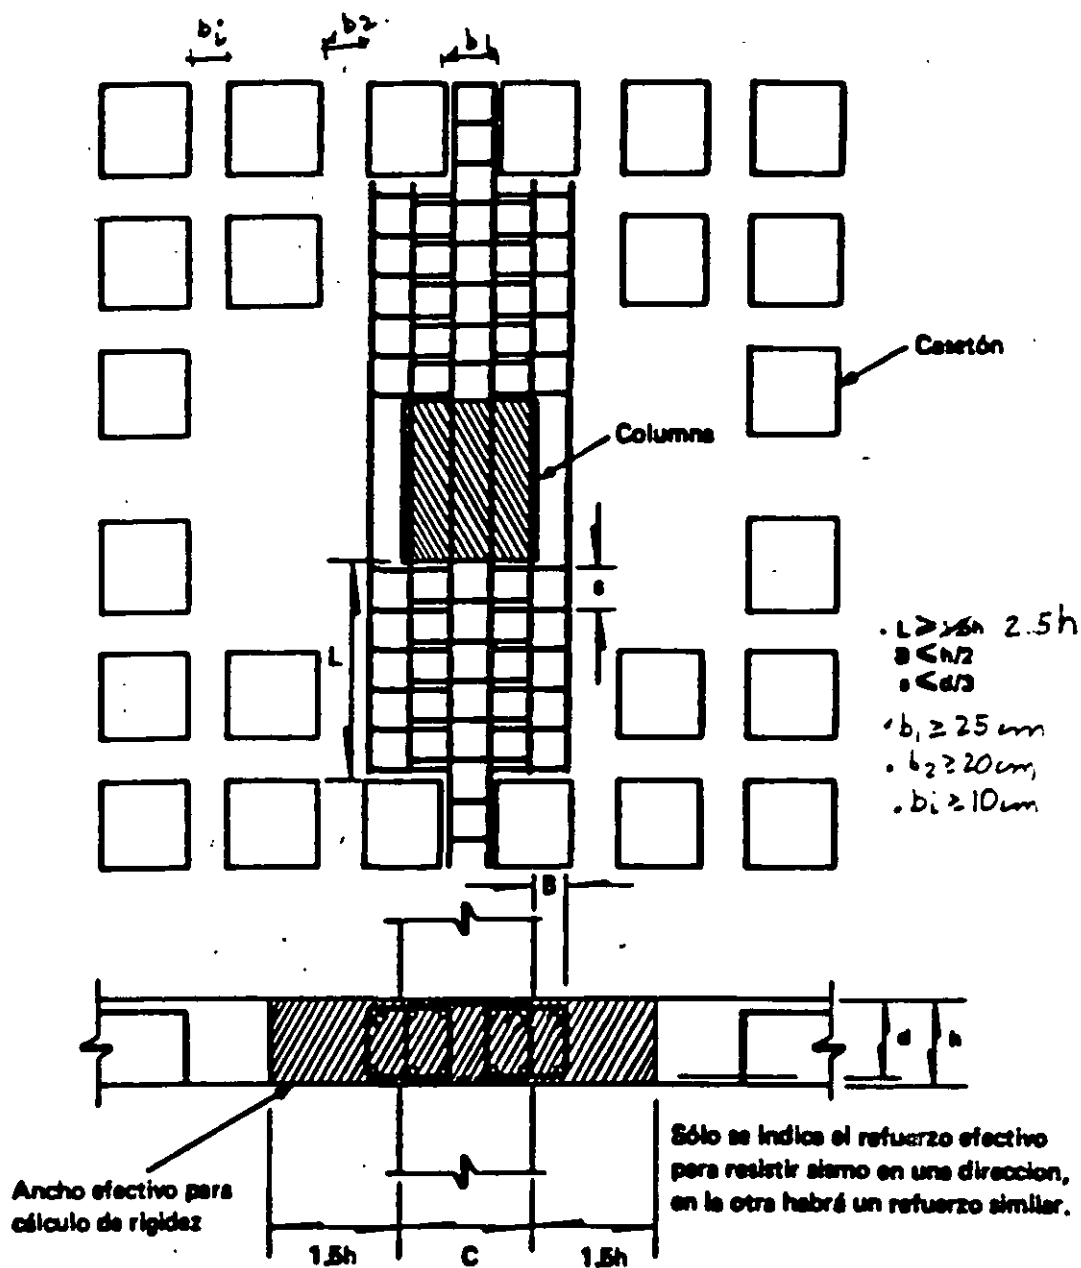 bi
b2
b
Casetón
Columna
s
L
L ≥ 2.5h
B < h/2
s < d/3
b1 ≥ 25 cm
b2 ≥ 20 cm
bi ≥ 10 cm
B
d
h
Sólo se indica el refuerzo efectivo
para resistir sismo en una direccion,
en la otra habrá un refuerzo similar.
Ancho efectivo para
cálculo de rigidez
1.5h
C
1.5h